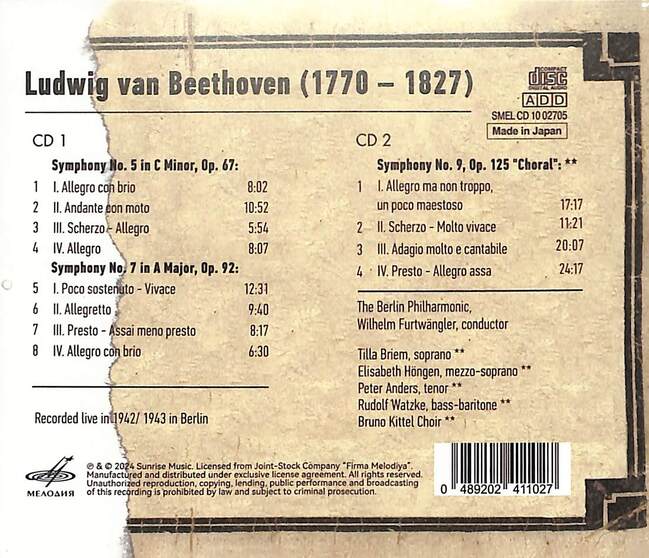 Ludwig van Beethoven (1770 – 1827)
COMPACT
disc
DIGITAL AUDIO
ADD
SMEL CD 10 02705
Made in Japan
CD 1
Symphony No. 5 in C Minor, Op. 67:
1 I. Allegro con brio 8:02
2 II. Andante con moto 10:52
3 III. Scherzo - Allegro 5:54
4 IV. Allegro 8:07
Symphony No. 7 in A Major, Op. 92:
5 I. Poco sostenuto - Vivace 12:31
6 II. Allegretto 9:40
7 III. Presto - Assai meno presto 8:17
8 IV. Allegro con brio 6:30
Recorded live in 1942/ 1943 in Berlin
CD 2
Symphony No. 9, Op. 125 "Choral": **
1 I. Allegro ma non troppo,
un poco maestoso 17:17
2 II. Scherzo - Molto vivace 11:21
3 III. Adagio molto e cantabile 20:07
4 IV. Presto - Allegro assa 24:17
The Berlin Philharmonic,
Wilhelm Furtwängler, conductor
Tilla Briem, soprano **
Elisabeth Höngen, mezzo-soprano **
Peter Anders, tenor **
Rudolf Watzke, bass-baritone **
Bruno Kittel Choir **
МЕЛОДИЯ
℗ & © 2024 Sunrise Music. Licensed from Joint-Stock Company "Firma Melodiya".
Manufactured and distributed under exclusive license agreement. All rights reserved.
Unauthorized reproduction, copying, lending, public performance and broadcasting
of this recording is prohibited by law and subject to criminal prosecution.
0 489202 411027